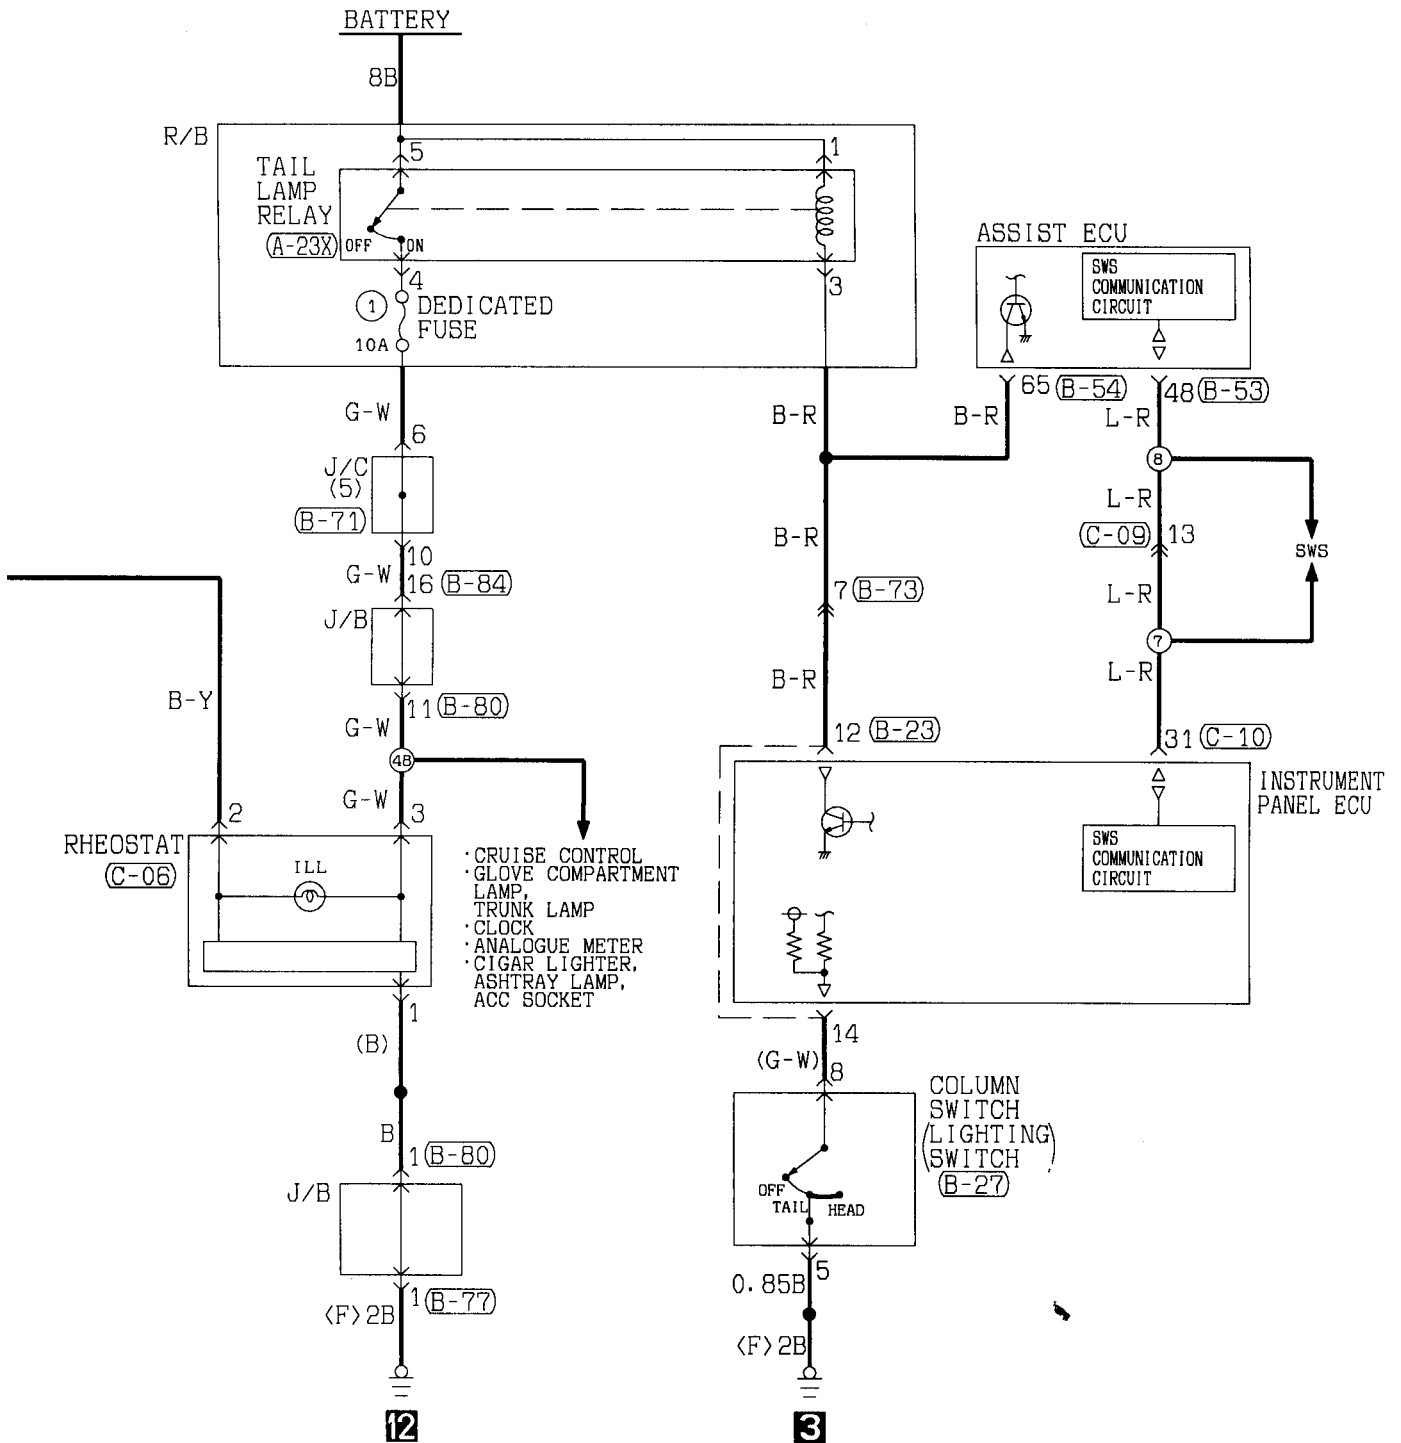 BATTERY
8B
R/B
5
1
TAIL
LAMP
RELAY
(A-23X)
OFF
ON
4
3
1
DEDICATED
FUSE
10A
ASSIST ECU
SWS
COMMUNICATION
CIRCUIT
65
(B-54)
48
(B-53)
G-W
B-R
B-R
L-R
6
J/C
(5)
(B-71)
8
L-R
10
G-W
16
(B-84)
B-R
(C-09)
13
SWS
J/B
7
(B-73)
L-R
7
B-Y
11
(B-80)
B-R
L-R
G-W
48
12
(B-23)
31
(C-10)
G-W
2
3
INSTRUMENT
PANEL ECU
RHEOSTAT
(C-06)
ILL
·CRUISE CONTROL
·GLOVE COMPARTMENT
LAMP,
TRUNK LAMP
·CLOCK
·ANALOGUE METER
·CIGAR LIGHTER,
ASHTRAY LAMP,
ACC SOCKET
SWS
COMMUNICATION
CIRCUIT
1
(B)
14
(G-W)
8
COLUMN
SWITCH
(LIGHTING
SWITCH)
(B-27)
B
1
(B-80)
J/B
OFF
TAIL
HEAD
1
(B-77)
<F>2B
5
0.85B
<F>2B
12
3